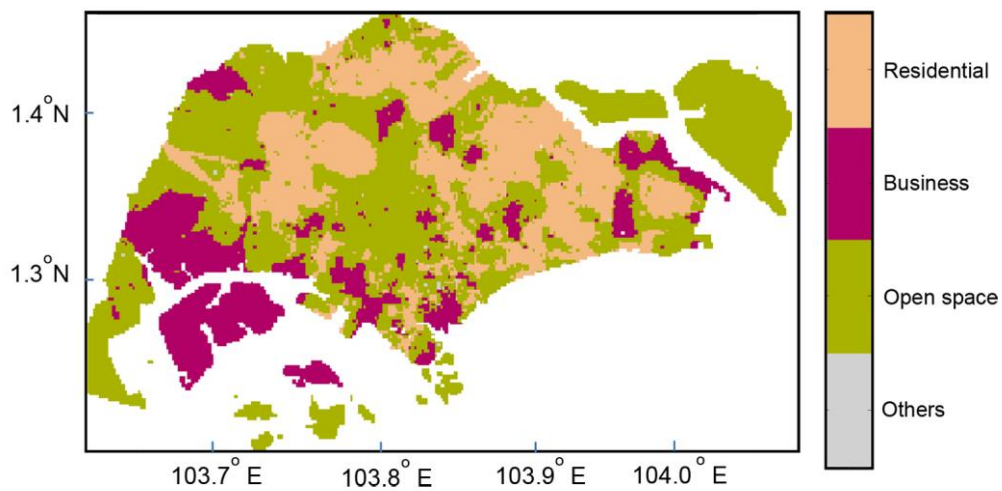 1.4°N
1.3°N
103.7° E
103.8° E
103.9° E
104.0° E
Residential
Business
Open space
Others